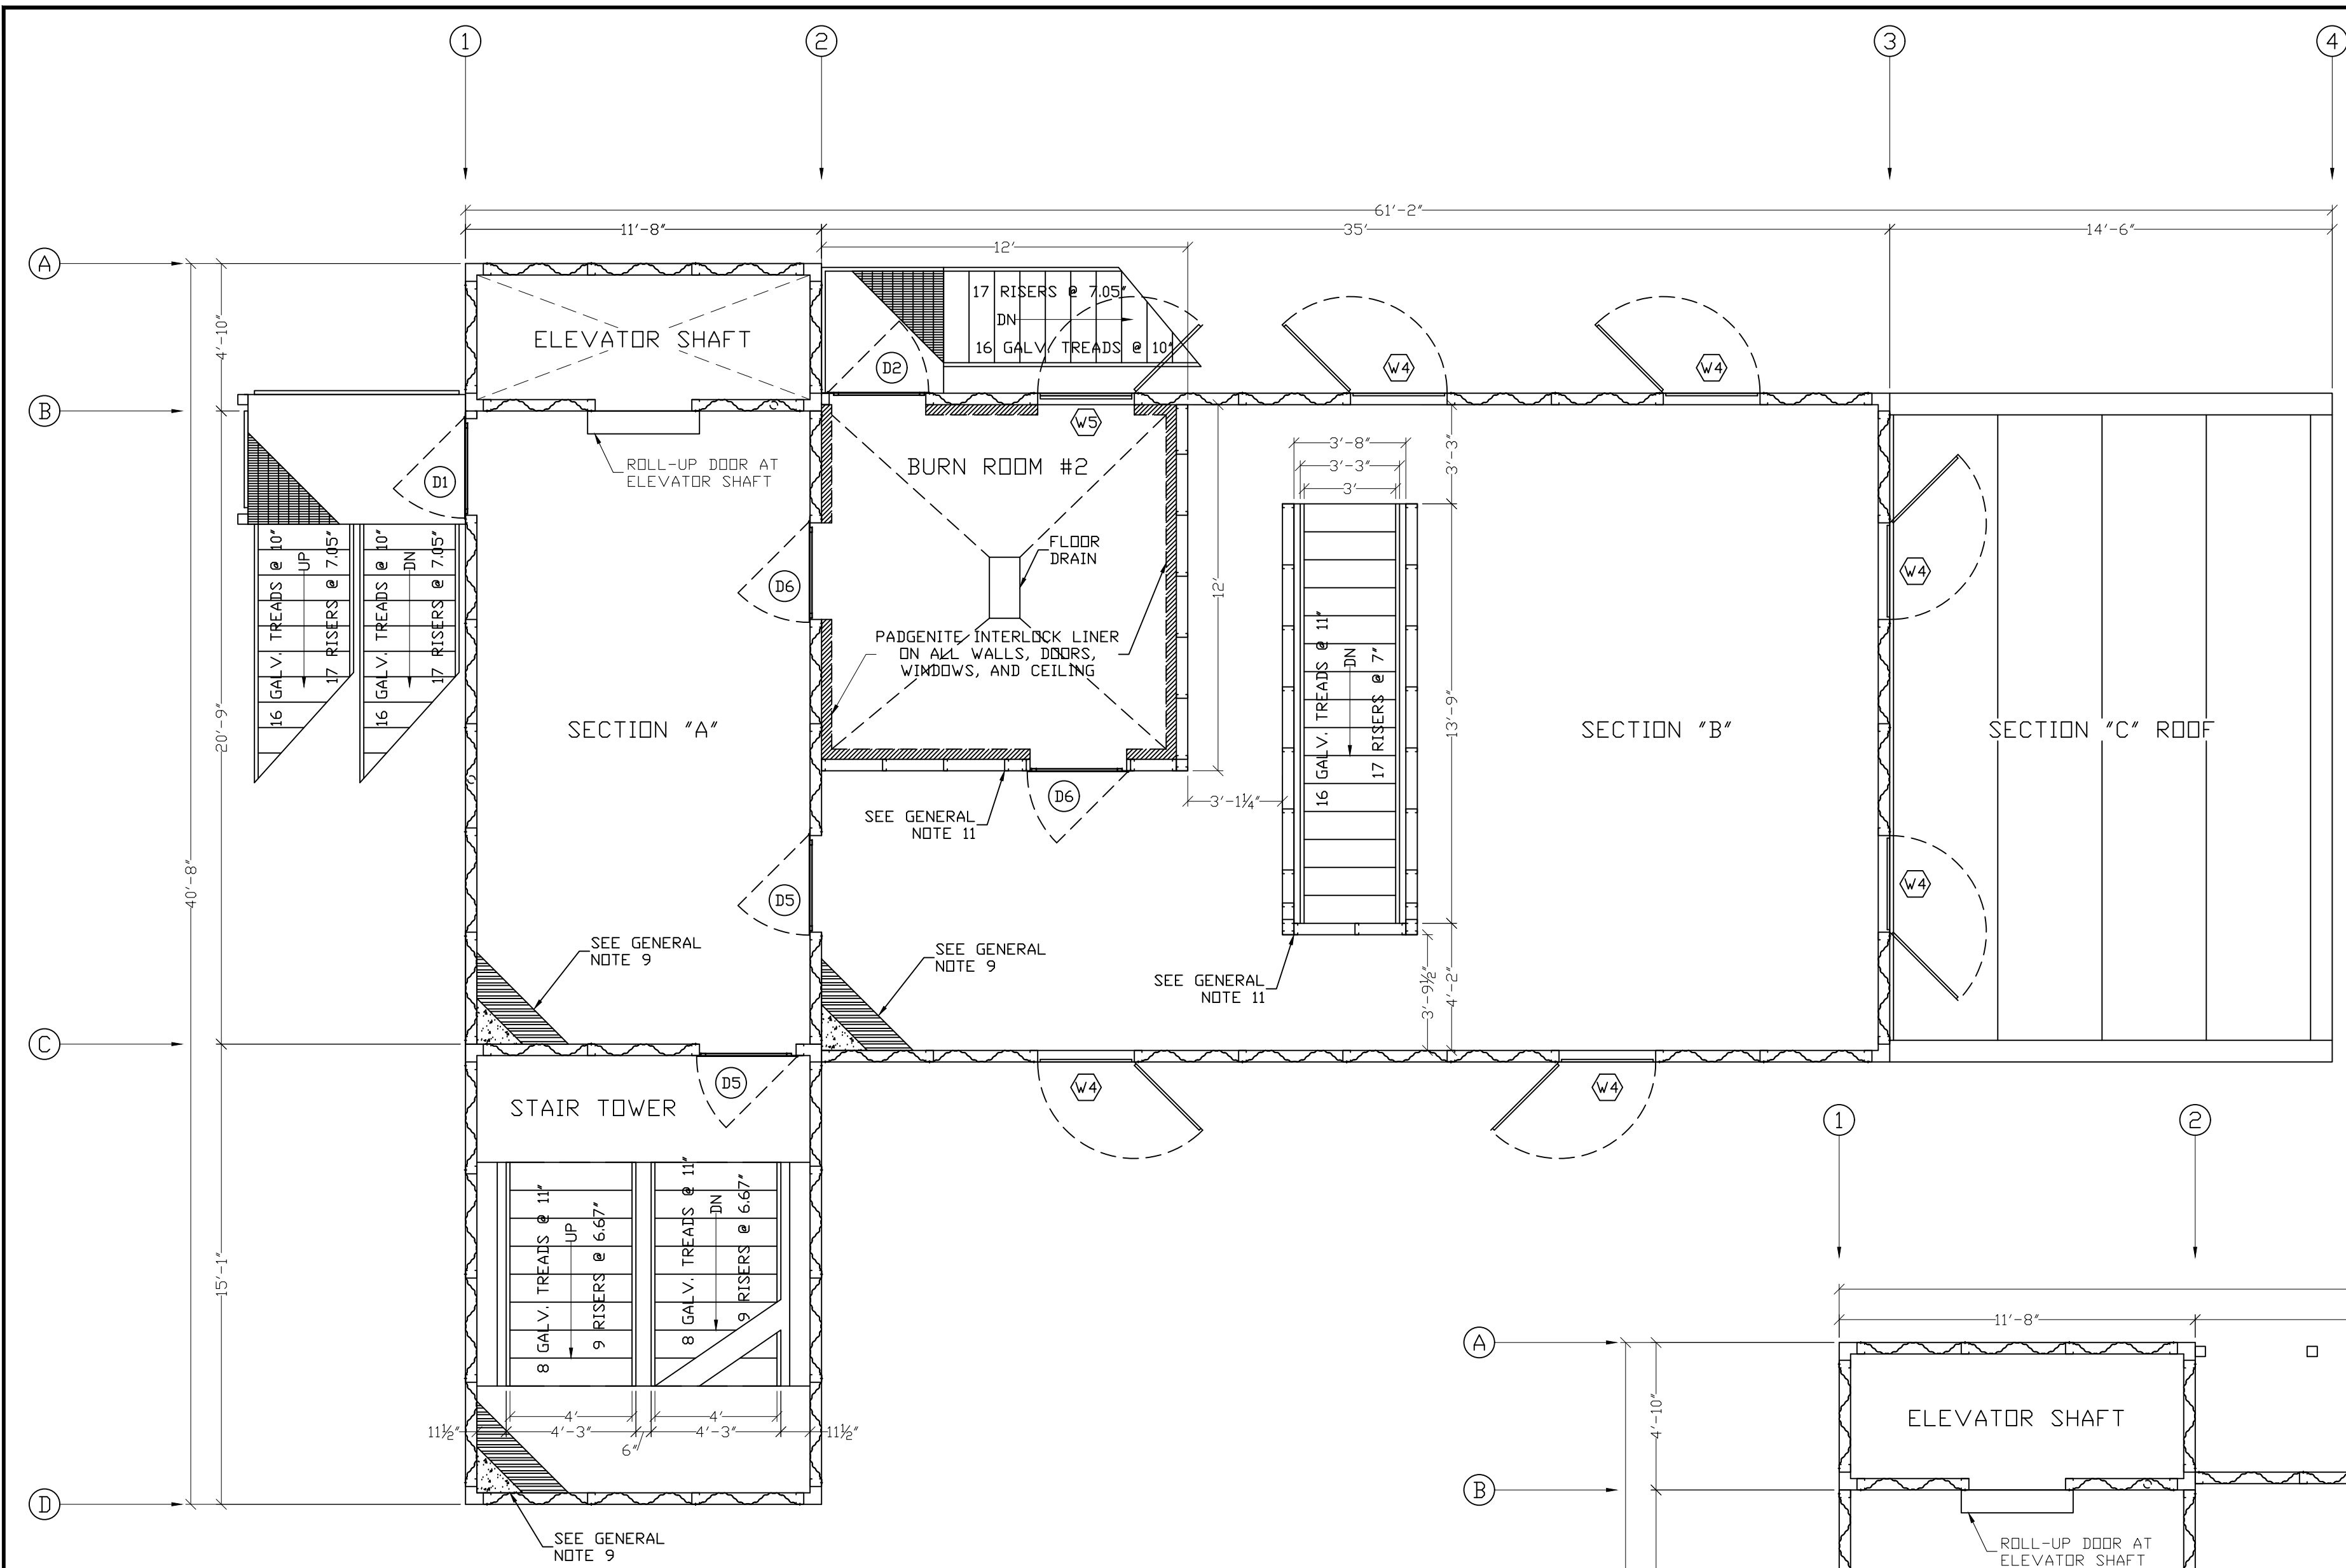 1
2
3
4
61'-2"
11'-8"
35'
14'-6"
12'
A
4'-10"
ELEVATOR SHAFT
17 RISERS @ 7.05"
DN
16 GALV. TREADS @ 10"
D2
W4
W4
B
W5
ROLL-UP DOOR AT
ELEVATOR SHAFT
BURN ROOM #2
3'-8"
3'-3"
3'
3'-3"
D1
FLOOR
DRAIN
W4
16 GALV. TREADS @ 10"
UP
17 RISERS @ 7.05"
16 GALV. TREADS @ 10"
DN
17 RISERS @ 7.05"
D6
12'
PADGENITE INTERLOCK LINER
ON ALL WALLS, DOORS,
WINDOWS, AND CEILING
16 GALV. TREADS @ 11"
DN
17 RISERS @ 7"
13'-9"
20'-9"
SECTION "A"
SECTION "B"
SECTION "C" ROOF
D6
3'-1¼"
SEE GENERAL
NOTE 11
40'-8"
D5
W4
SEE GENERAL
NOTE 9
SEE GENERAL
NOTE 9
SEE GENERAL
NOTE 11
3'-9½"
4'-2"
C
D5
W4
W4
STAIR TOWER
1
2
8 GALV. TREADS @ 11"
UP
9 RISERS @ 6.67"
8 GALV. TREADS @ 11"
DN
9 RISERS @ 6.67"
15'-1"
11'-8"
A
4'-10"
ELEVATOR SHAFT
4'
4'
11½"
4'-3"
6"
4'-3"
11½"
B
D
SEE GENERAL
NOTE 9
ROLL-UP DOOR AT
ELEVATOR SHAFT